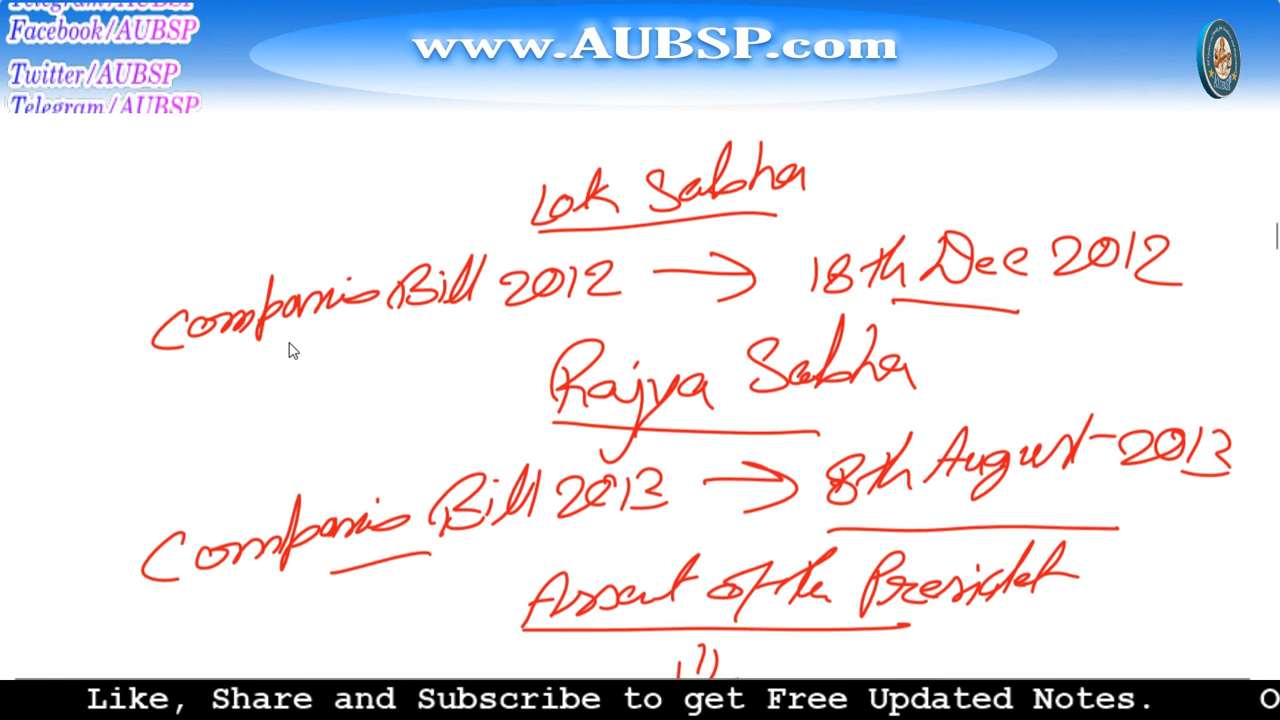 Facebook/AUBSP
www.AUBSP.com
Twitter/AUBSP
Telegram/AUBSP
AUBSP
Lok Sabha
Companies Bill 2012 → 18th Dec 2012
Rajya Sabha
Companies Bill 2013 → 8th August-2013
Assent of the President
Like, Share and Subscribe to get Free Updated Notes. O